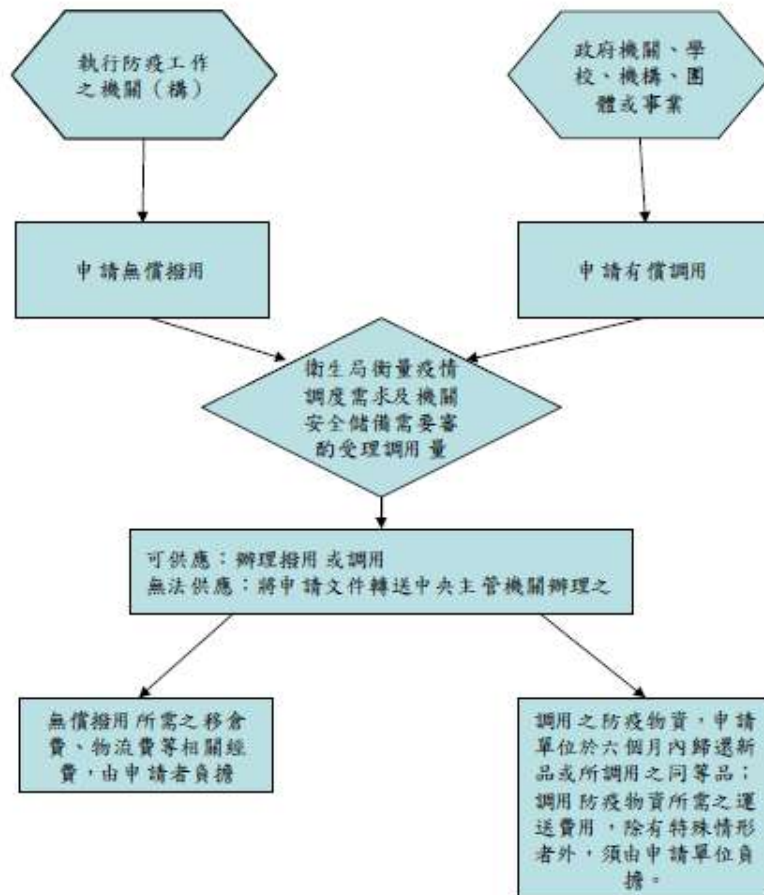 執行防疫工作
之機關（構）
政府機關、學
校、機構、團
體或事業
申請無償撥用
申請有償調用
衛生局衡量疫情
調度需求及機關
安全儲備需要審
酌受理調用量
可供應：辦理撥用或調用
無法供應：將申請文件轉送中央主管機關辦理之
無償撥用所需之移倉
費、物流費等相關經
費，由申請者負擔
調用之防疫物資，申請
單位於六個月內歸還新
品或所調用之同等品；
調用防疫物資所需之運
送費用，除有特殊情形
者外，須由申請單位負
擔。